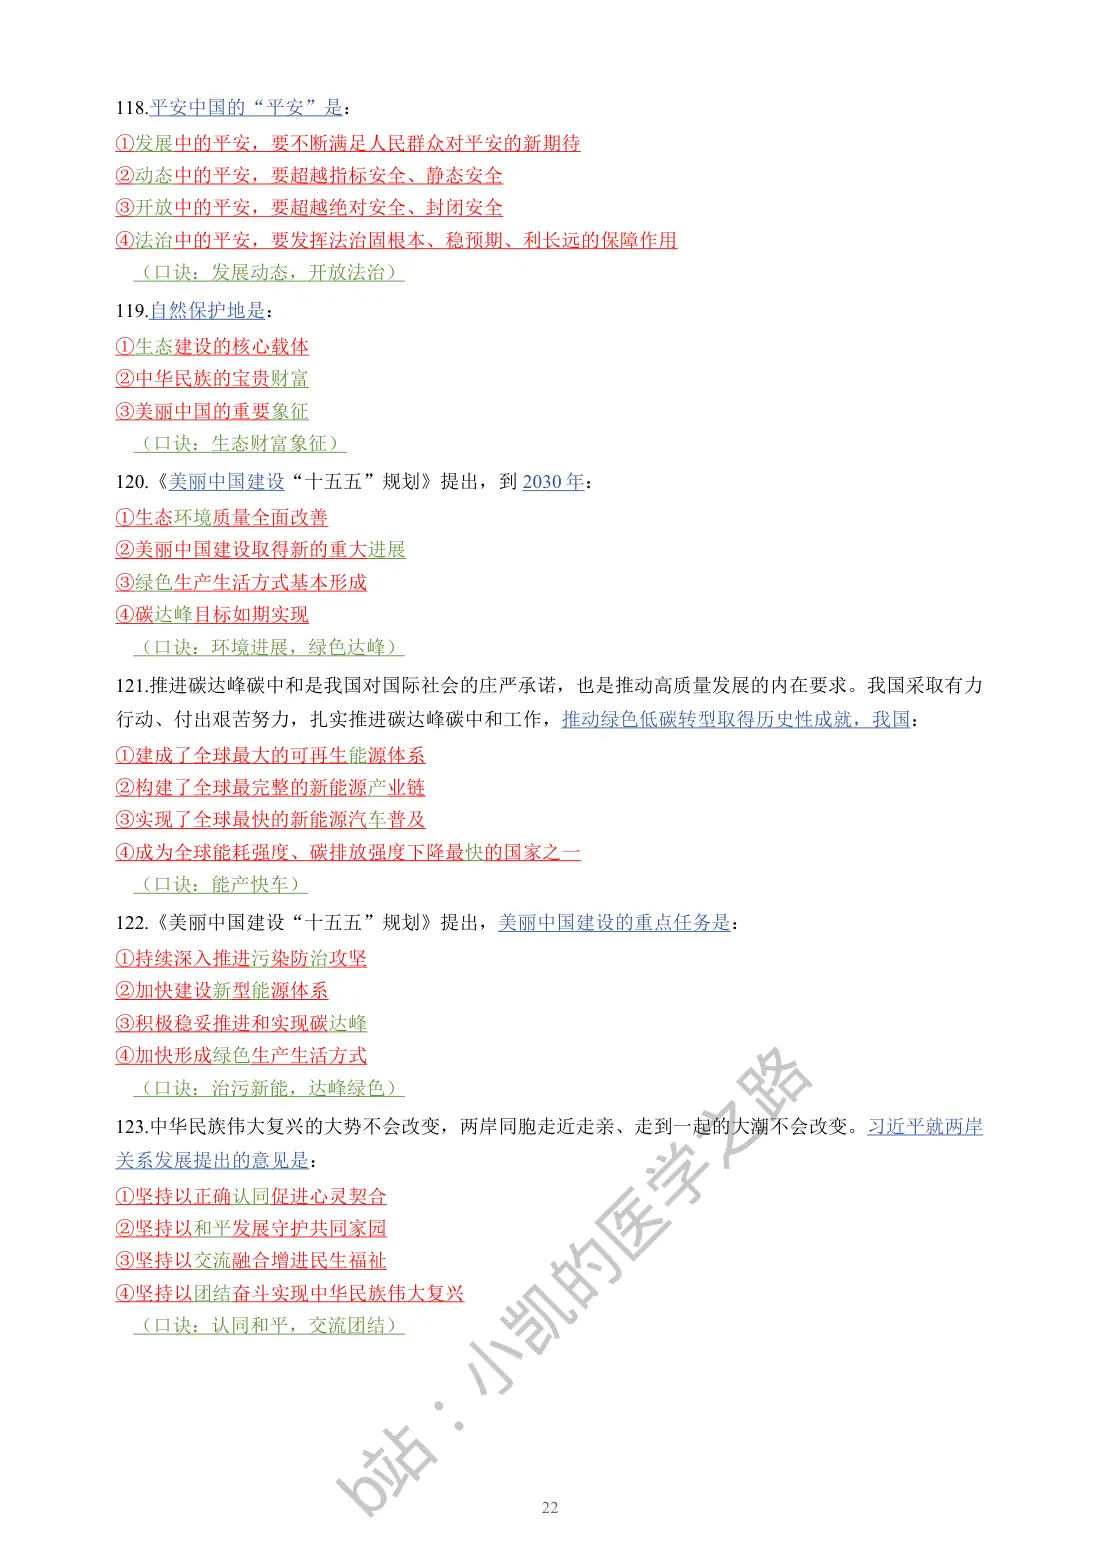 118.平安中国的“平安”是：
①发展中的平安，要不断满足人民群众对平安的新期待
②动态中的平安，要超越指标安全、静态安全
③开放中的平安，要超越绝对安全、封闭安全
④法治中的平安，要发挥法治固根本、稳预期、利长远的保障作用
（口诀：发展动态，开放法治）
119.自然保护地是：
①生态建设的核心载体
②中华民族的宝贵财富
③美丽中国的重要象征
（口诀：生态财富象征）
120.《美丽中国建设“十五五”规划》提出，到 2030 年：
①生态环境质量全面改善
②美丽中国建设取得新的重大进展
③绿色生产生活方式基本形成
④碳达峰目标如期实现
（口诀：环境进展，绿色达峰）
121.推进碳达峰碳中和是我国对国际社会的庄严承诺，也是推动高质量发展的内在要求。我国采取有力
行动、付出艰苦努力，扎实推进碳达峰碳中和工作，推动绿色低碳转型取得历史性成就，我国：
①建成了全球最大的可再生能源体系
②构建了全球最完整的新能源产业链
③实现了全球最快的新能源汽车普及
④成为全球能耗强度、碳排放强度下降最快的国家之一
（口诀：能产快车）
122.《美丽中国建设“十五五”规划》提出，美丽中国建设的重点任务是：
①持续深入推进污染防治攻坚
②加快建设新型能源体系
③积极稳妥推进和实现碳达峰
④加快形成绿色生产生活方式
（口诀：治污新能，达峰绿色）
123.中华民族伟大复兴的大势不会改变，两岸同胞走近走亲、走到一起的大潮不会改变。习近平就两岸
关系发展提出的意见是：
①坚持以正确认同促进心灵契合
②坚持以和平发展守护共同家园
③坚持以交流融合增进民生福祉
④坚持以团结奋斗实现中华民族伟大复兴
（口诀：认同和平，交流团结）
b站：小凯的医学之路
22